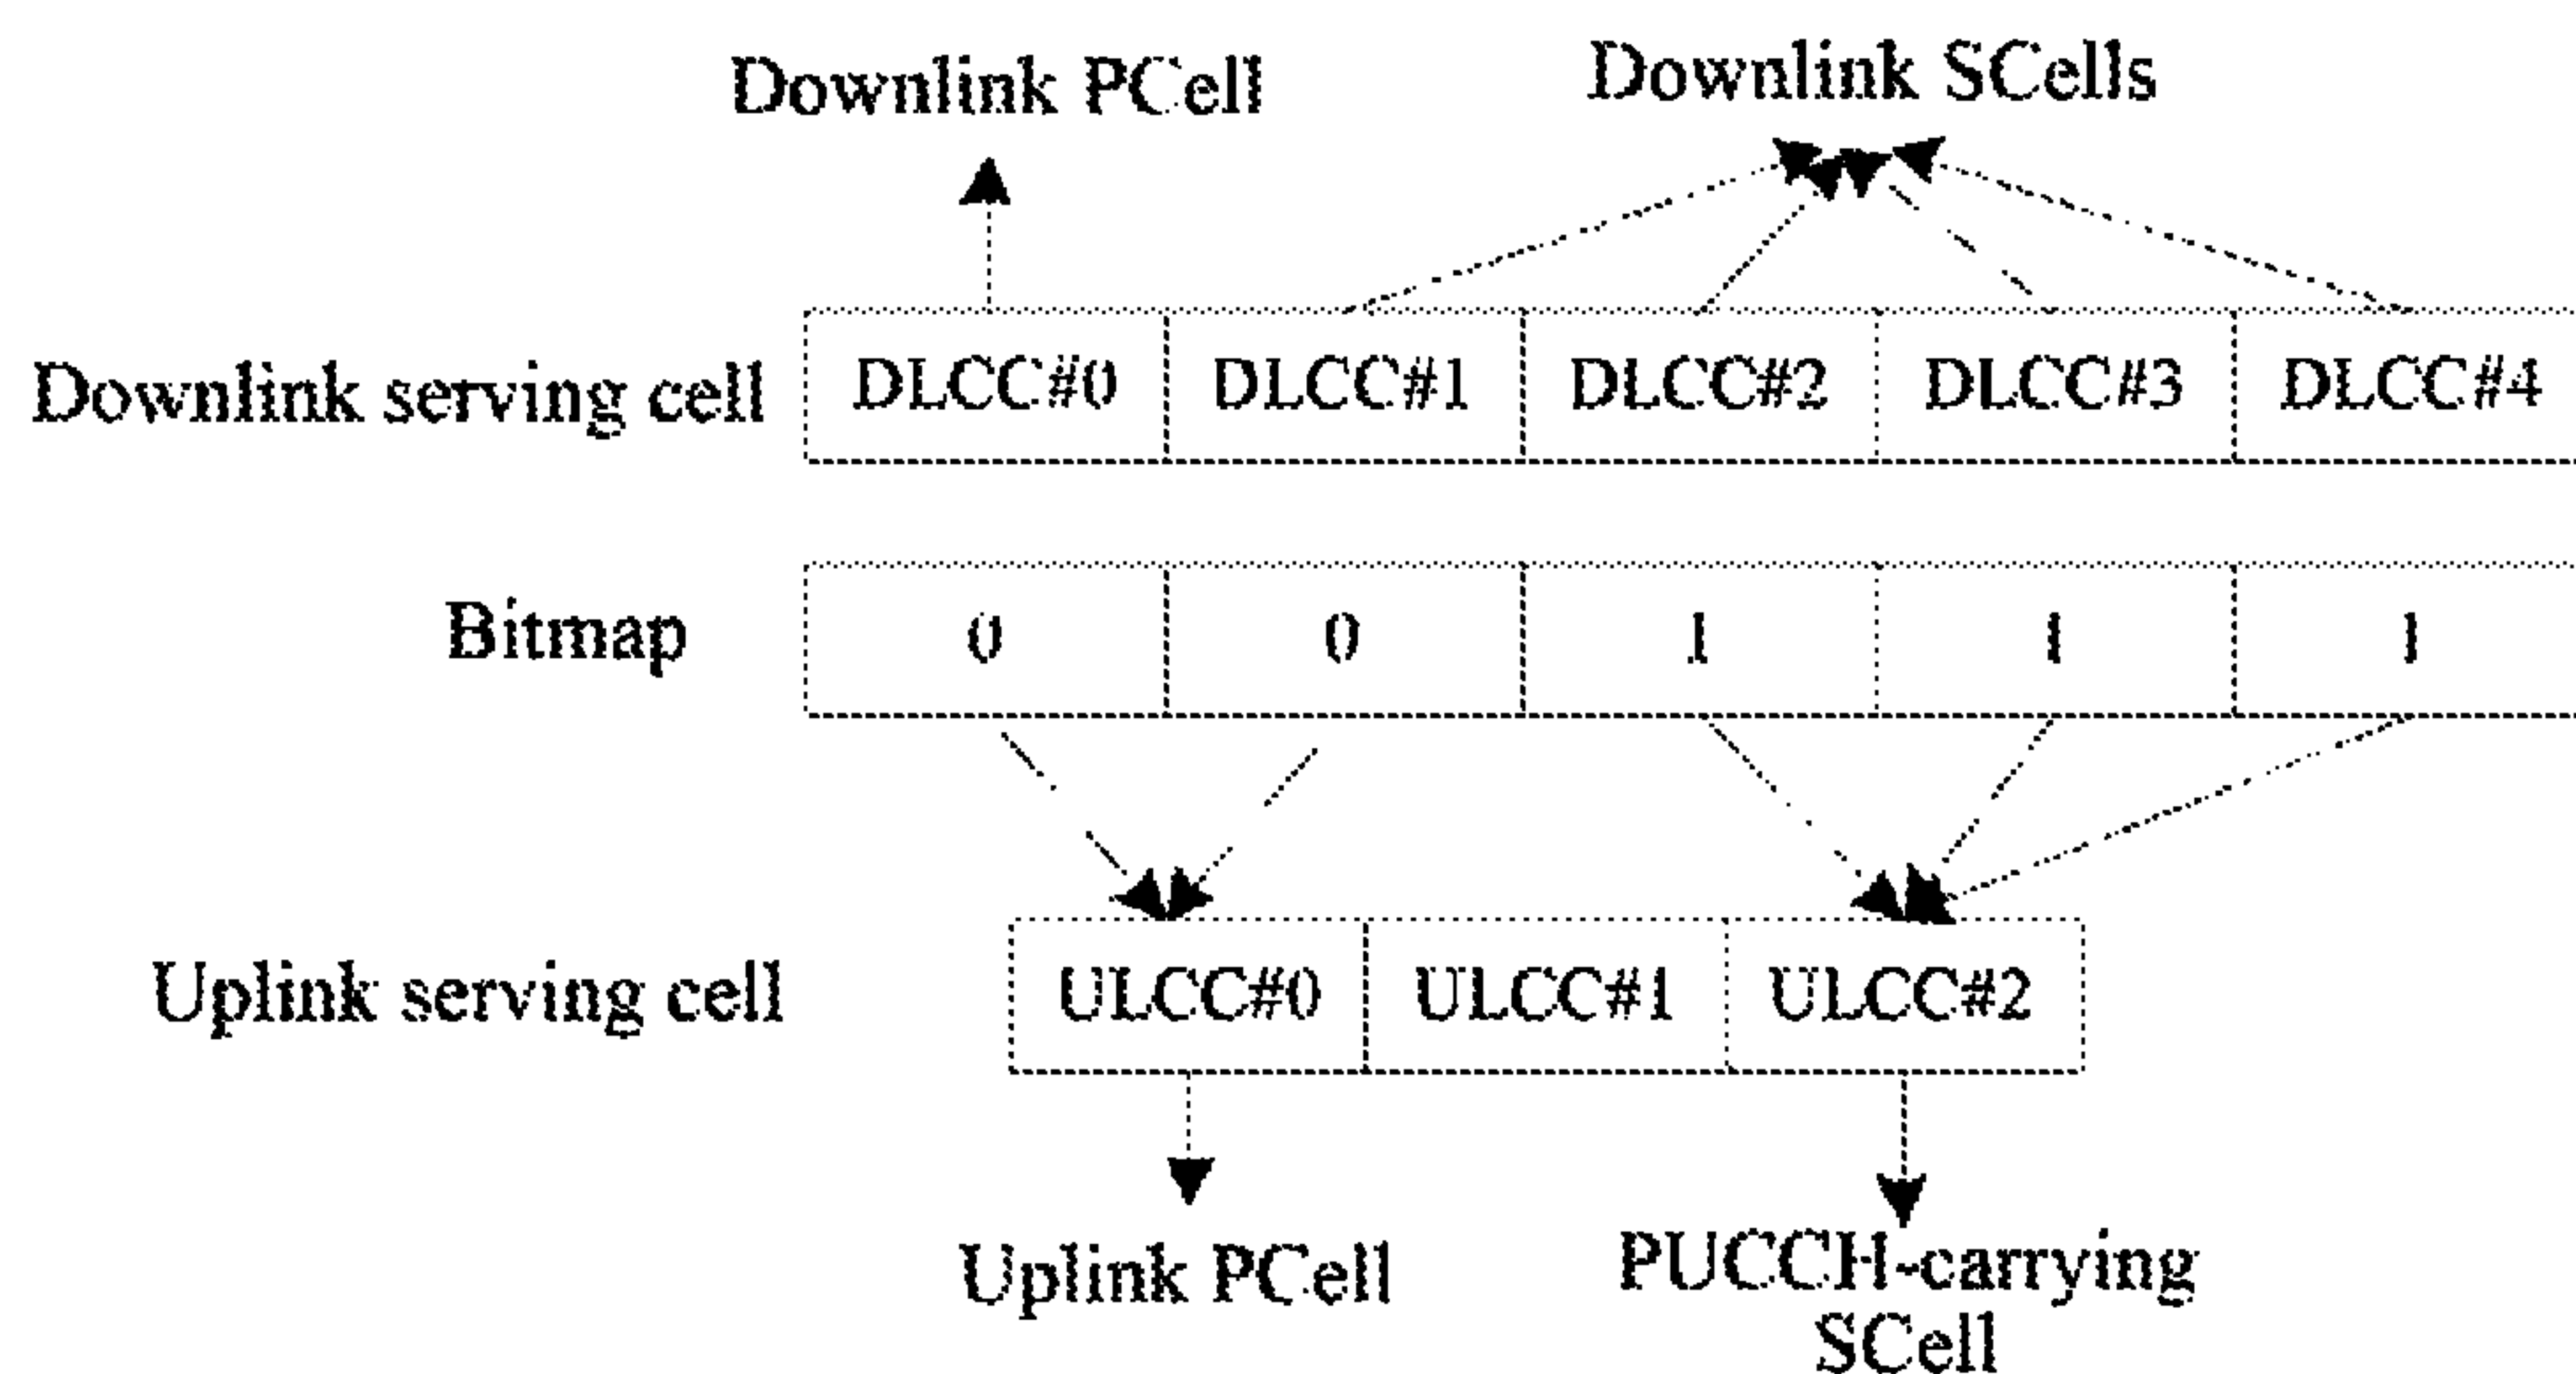 Downlink PCell
Downlink SCells
Downlink serving cell
DLCC#0
DLCC#1
DLCC#2
DLCC#3
DLCC#4
Bitmap
0
0
1
1
1
Uplink serving cell
ULCC#0
ULCC#1
ULCC#2
Uplink PCell
PUCCH-carrying
SCell